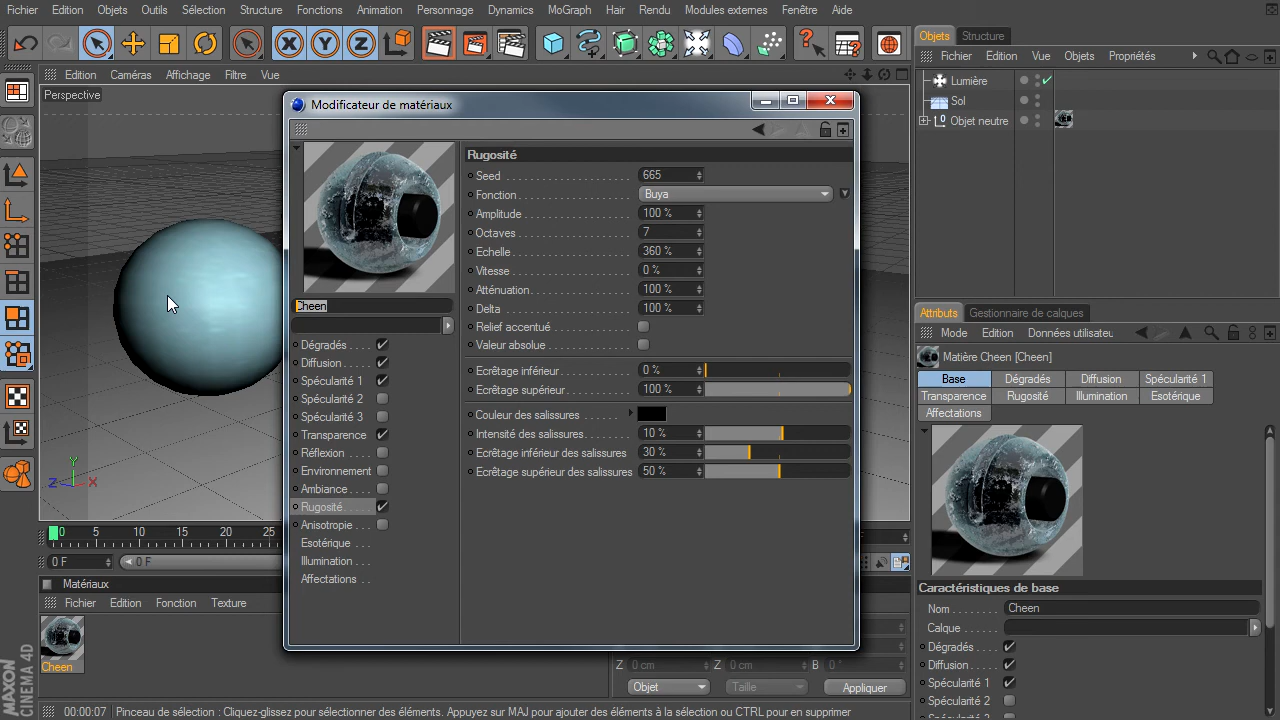 Fichier Edition Objets Outils Sélection Structure Fonctions Animation Personnage Dynamics MoGraph Hair Rendu Modules externes Fenêtre Aide
Objets Structure
Fichier Edition Vue Objets Propriétés
Lumière
Sol
Objet neutre
Edition Caméras Affichage Filtre Vue
Perspective
X Y Z
Modificateur de matériaux
Cheen
Dégradés
Diffusion
Spécularité 1
Spécularité 2
Spécularité 3
Transparence
Réflexion
Environnement
Ambiance
Rugosité
Anisotropie
Esotérique
Illumination
Affectations
Rugosité
Seed 665
Fonction Buya
Amplitude 100 %
Octaves 7
Echelle 360 %
Vitesse 0 %
Atténuation 100 %
Delta 100 %
Relief accentué
Valeur absolue
Ecrêtage inférieur 0 %
Ecrêtage supérieur 100 %
Couleur des salissures
Intensité des salissures 10 %
Ecrêtage inférieur des salissures 30 %
Ecrêtage supérieur des salissures 50 %
Attributs Gestionnaire de calques
Mode Edition Données utilisateu
Matière Cheen [Cheen]
Base Dégradés Diffusion Spécularité 1
Transparence Rugosité Illumination Esotérique
Affectations
Caractéristiques de base
Nom Cheen
Calque
Dégradés
Diffusion
Spécularité 1
Spécularité 2
Y
Z X
0 5 10 15 20 25
0 F 0 F
Matériaux
Fichier Edition Fonction Texture
Cheen
Z 0 cm Z 0 cm B 0 °
Objet Taille Appliquer
MAXON
CINEMA 4D
00:00:07 Pinceau de sélection : Cliquez-glissez pour sélectionner des éléments. Appuyez sur MAJ pour ajouter des éléments à la sélection ou CTRL pour en supprimer